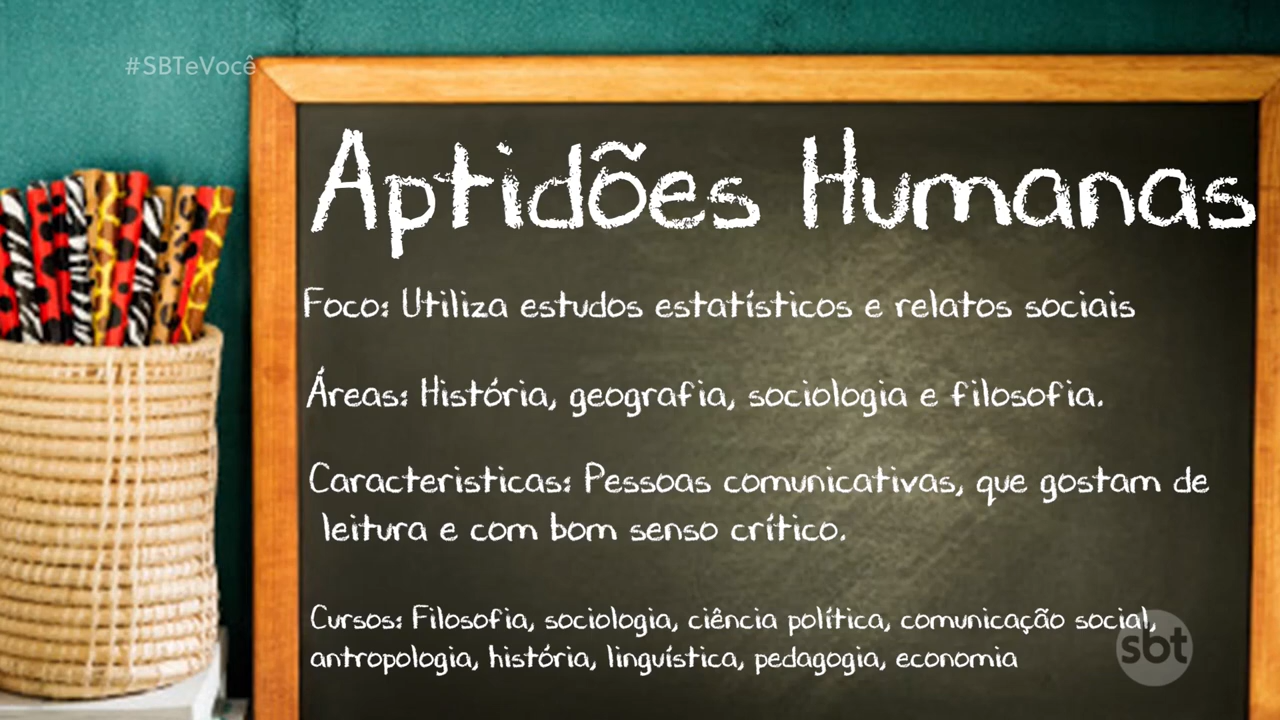 #SBTeVocê
Aptidões Humanas
Foco: Utiliza estudos estatísticos e relatos sociais
Áreas: História, geografia, sociologia e filosofia.
Caracteristicas: Pessoas comunicativas, que gostam de
leitura e com bom senso crítico.
Cursos: Filosofia, sociologia, ciência política, comunicação social,
antropologia, história, linguística, pedagogia, economia
sbt